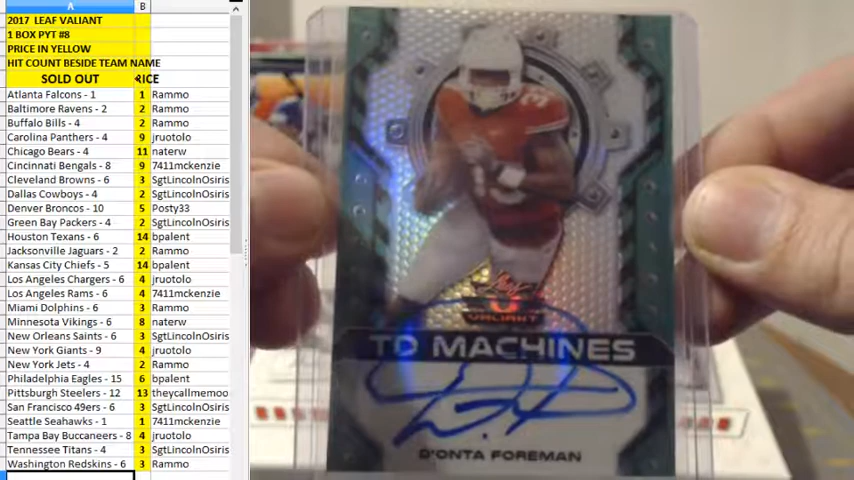 A B
2017 LEAF VALIANT
1 BOX PYT #8
PRICE IN YELLOW
HIT COUNT BESIDE TEAM NAME
SOLD OUT RICE
Atlanta Falcons - 1 1 Rammo
Baltimore Ravens - 2 2 Rammo
Buffalo Bills - 4 2 Rammo
Carolina Panthers - 4 9 jruotolo
Chicago Bears - 4 11 naterw
Cincinnati Bengals - 8 9 7411mckenzie
Cleveland Browns - 6 3 SgtLincolnOsiris
Dallas Cowboys - 4 2 SgtLincolnOsiris
Denver Broncos - 10 5 Posty33
Green Bay Packers - 4 2 SgtLincolnOsiris
Houston Texans - 6 14 bpalent
Jacksonville Jaguars - 2 2 Rammo
Kansas City Chiefs - 5 14 bpalent
Los Angeles Chargers - 6 4 jruotolo
Los Angeles Rams - 6 4 7411mckenzie
Miami Dolphins - 6 3 Rammo
Minnesota Vikings - 6 8 naterw
New Orleans Saints - 6 3 SgtLincolnOsiris
New York Giants - 9 4 jruotolo
New York Jets - 4 2 Rammo
Philadelphia Eagles - 15 6 bpalent
Pittsburgh Steelers - 12 13 theycallmemoo
San Francisco 49ers - 6 3 SgtLincolnOsiris
Seattle Seahawks - 1 1 7411mckenzie
Tampa Bay Buccaneers - 8 4 jruotolo
Tennessee Titans - 4 3 SgtLincolnOsiris
Washington Redskins - 6 3 Rammo
Leaf
VALIANT
TD MACHINES
D'ONTA FOREMAN